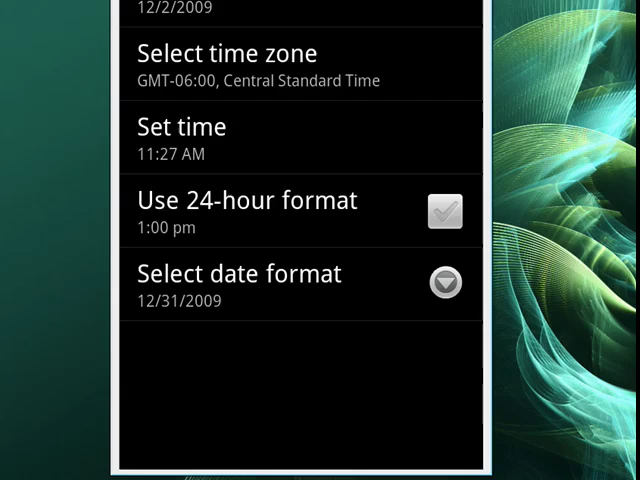 12/2/2009
Select time zone
GMT-06:00, Central Standard Time
Set time
11:27 AM
Use 24-hour format
1:00 pm
Select date format
12/31/2009